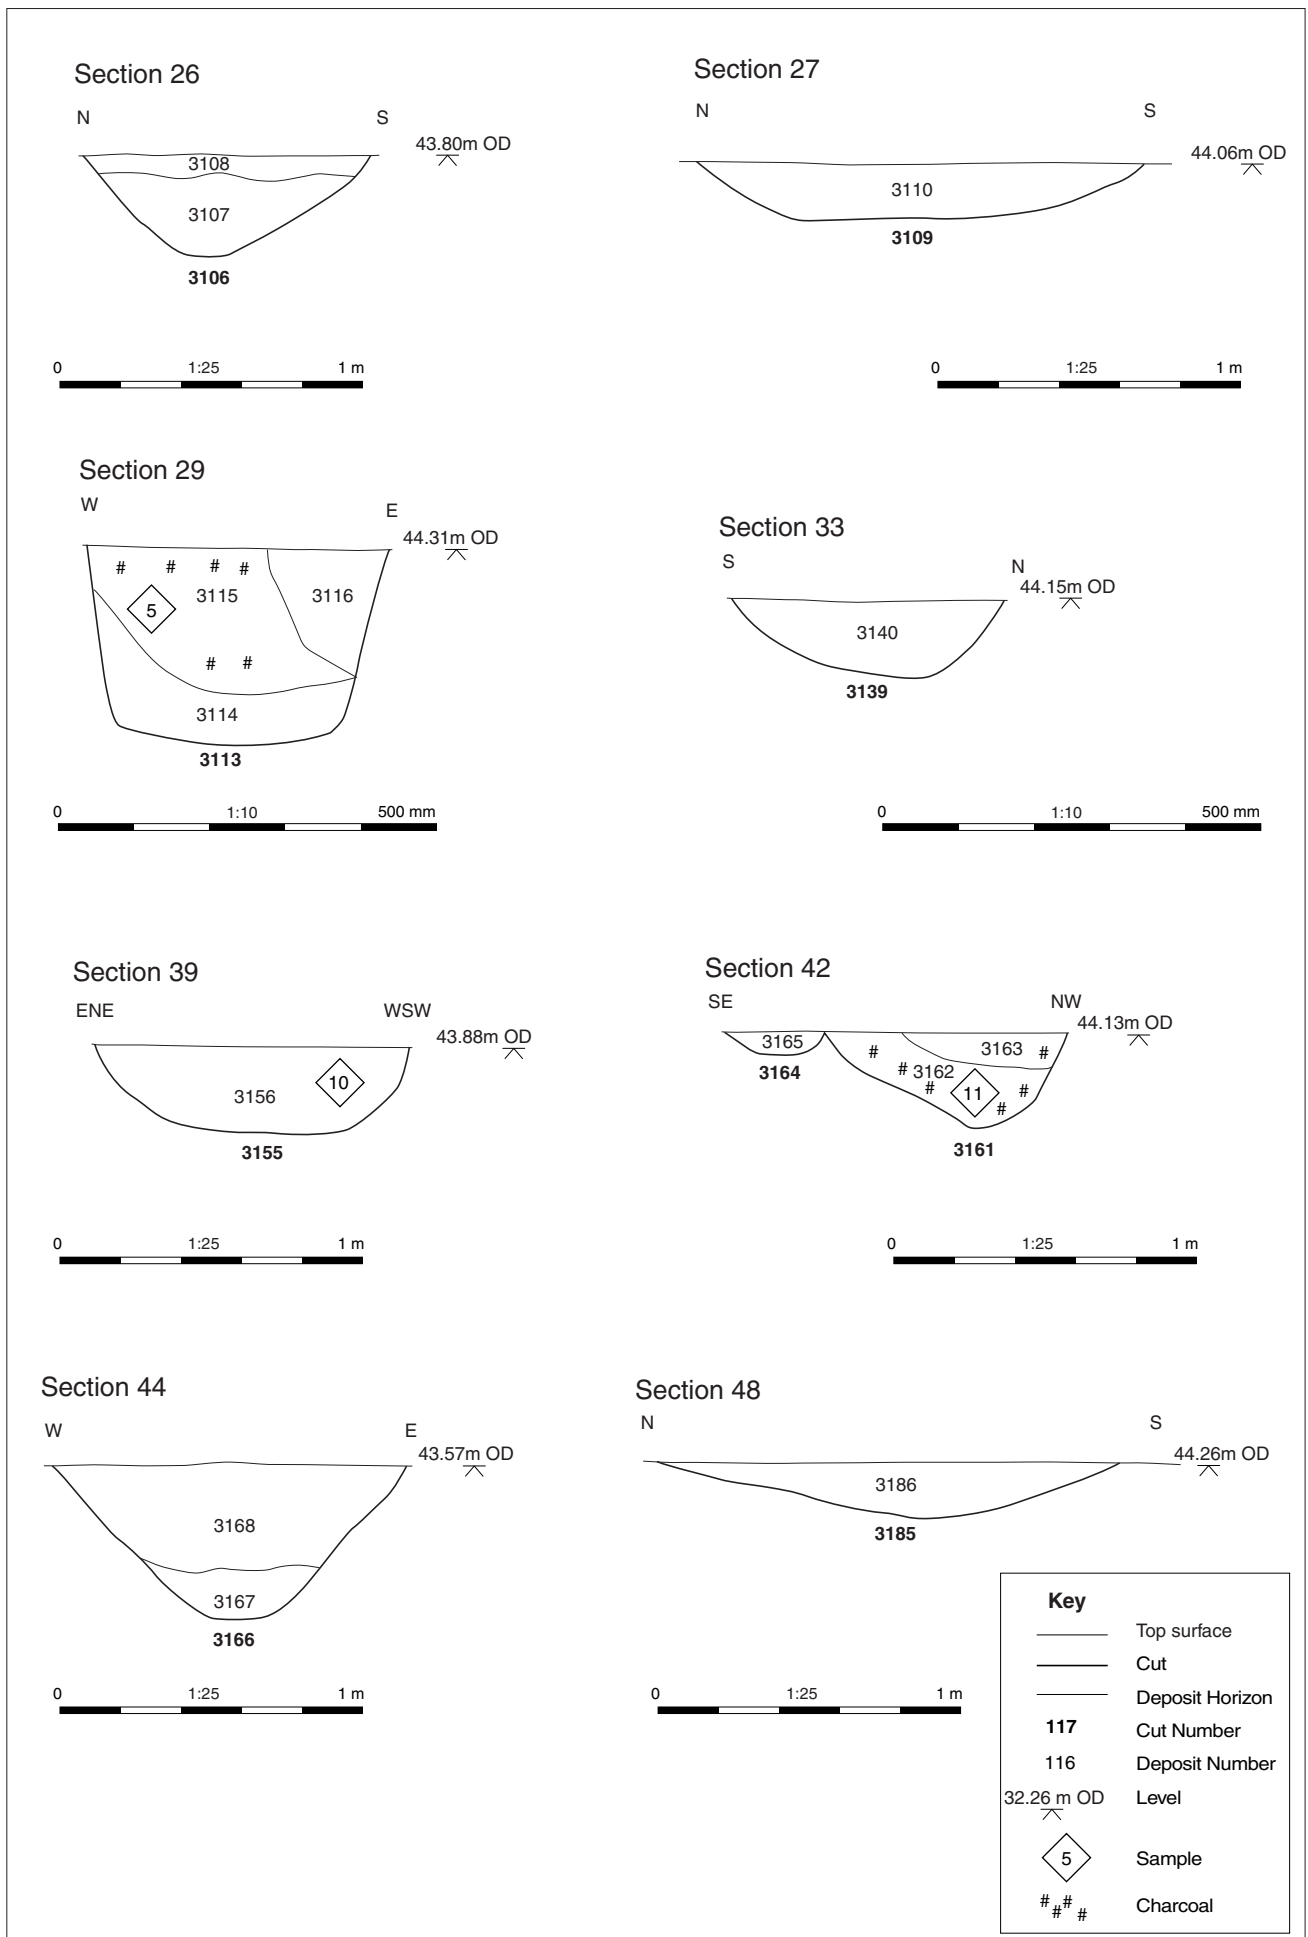 Section 26
N S
43.80m OD
3108
3107
3106
0 1:25 1 m
Section 27
N S
44.06m OD
3110
3109
0 1:25 1 m
Section 29
W E
44.31m OD
# # # #
3115 3116
5
# #
3114
3113
0 1:10 500 mm
Section 33
S N
44.15m OD
3140
3139
0 1:10 500 mm
Section 39
ENE WSW
43.88m OD
10
3156
3155
0 1:25 1 m
Section 42
SE NW
44.13m OD
3165 # 3163 #
3164 # 3162
# 11 # #
3161
0 1:25 1 m
Section 44
W E
43.57m OD
3168
3167
3166
0 1:25 1 m
Section 48
N S
44.26m OD
3186
3185
0 1:25 1 m
Key
Top surface
Cut
Deposit Horizon
117 Cut Number
116 Deposit Number
32.26 m OD Level
5 Sample
# # # # Charcoal